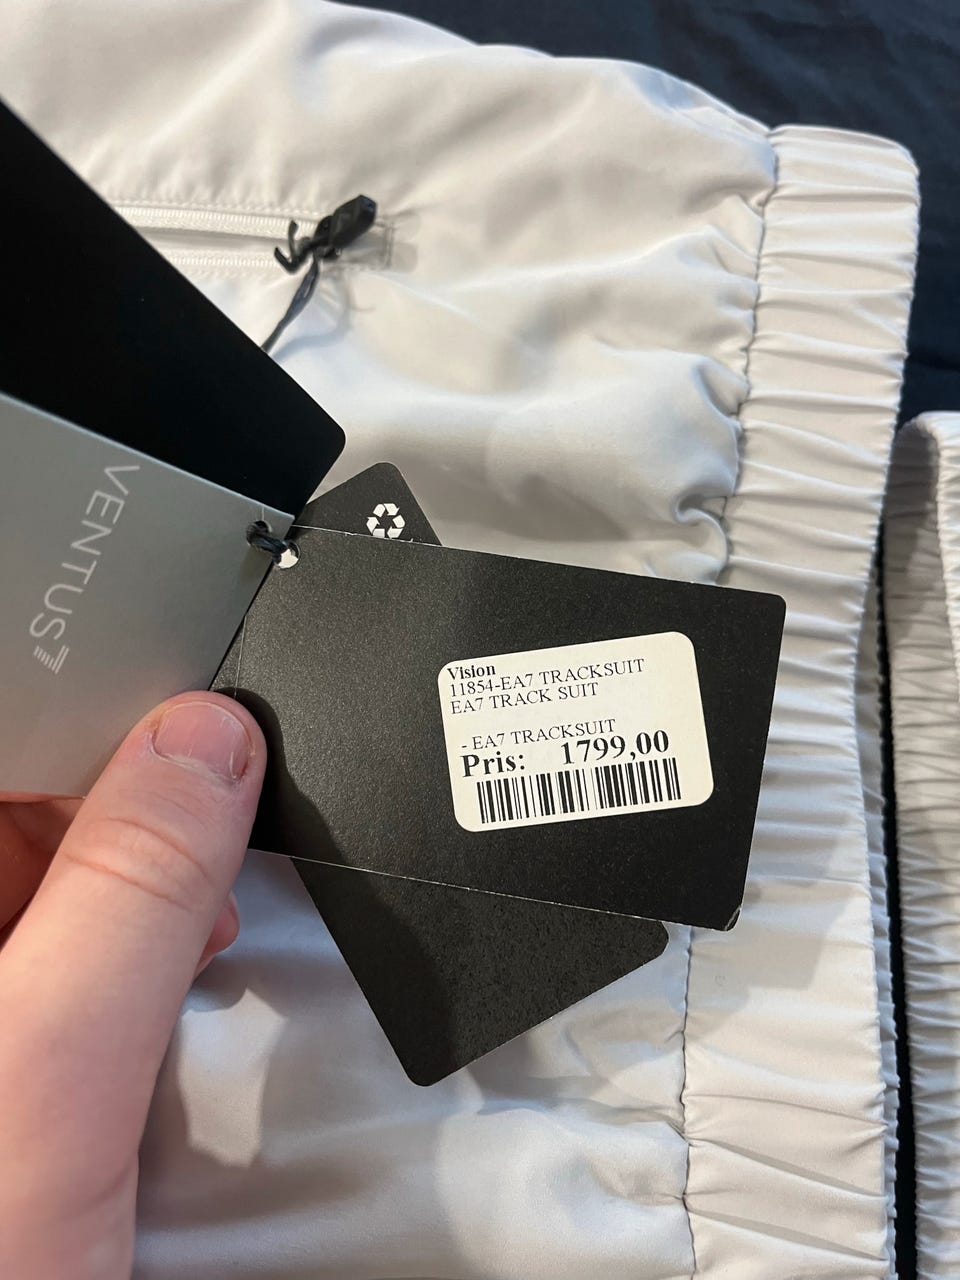 VENTUS7
Vision
11854-EA7 TRACKSUIT
EA7 TRACK SUIT
- EA7 TRACKSUIT
Pris: 1799,00